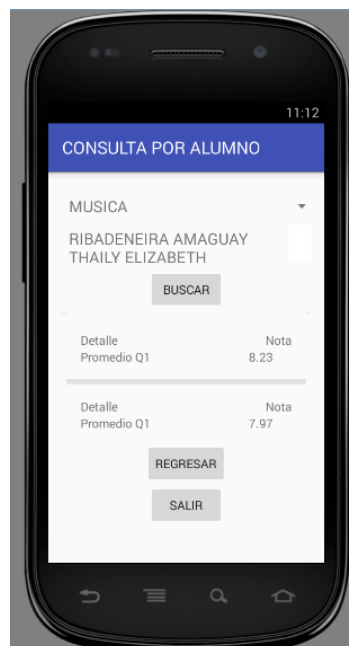 11:12
CONSULTA POR ALUMNO
MUSICA
RIBADENEIRA AMAGUAY
THAILY ELIZABETH
BUSCAR
Detalle Nota
Promedio Q1 8.23
Detalle Nota
Promedio Q1 7.97
REGRESAR
SALIR